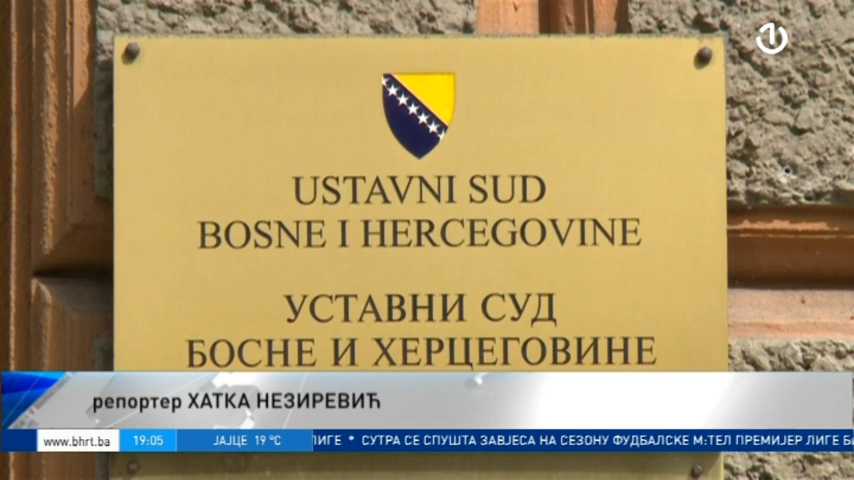 USTAVNI SUD
BOSNE I HERCEGOVINE
УСТАВНИ СУД
БОСНЕ И ХЕРЦЕГОВИНЕ
репортер ХАТКА НЕЗИРЕВИЋ
www.bhrt.ba 19:05 ЈАЈЦЕ 19 °C ЛИГЕ * СУТРА СЕ СПУШТА ЗАВЈЕСА НА СЕЗОНУ ФУДБАЛСКЕ М:ТЕЛ ПРЕМИЈЕР ЛИГЕ